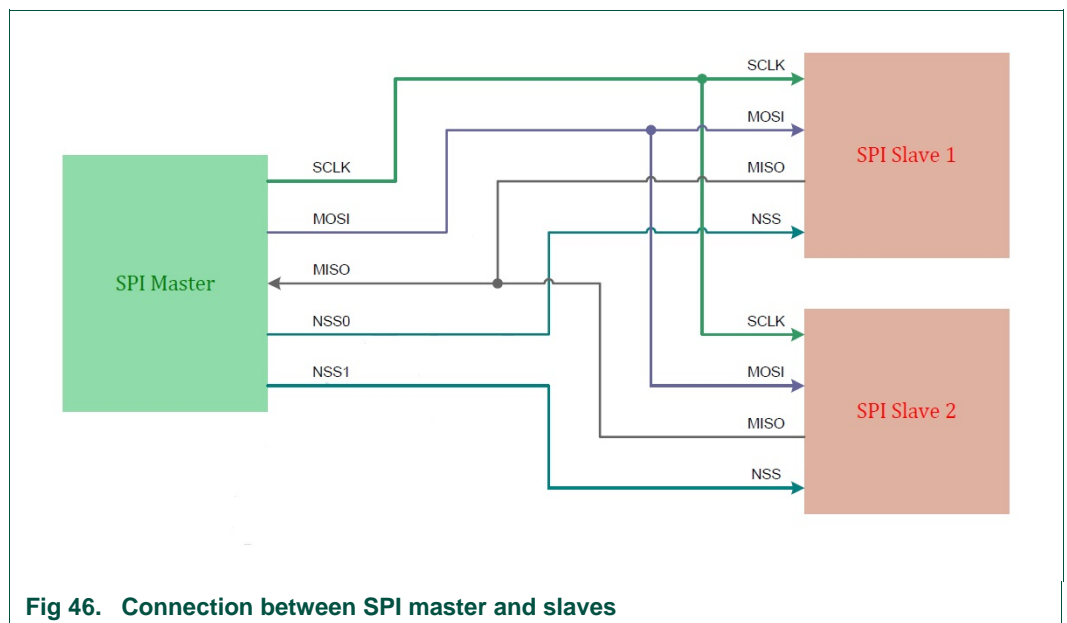 SCLK
MOSI
SPI Slave 1
MISO
NSS
SCLK
MOSI
MISO
SPI Master
NSS0
NSS1
SCLK
MOSI
SPI Slave 2
MISO
NSS
Fig 46. Connection between SPI master and slaves